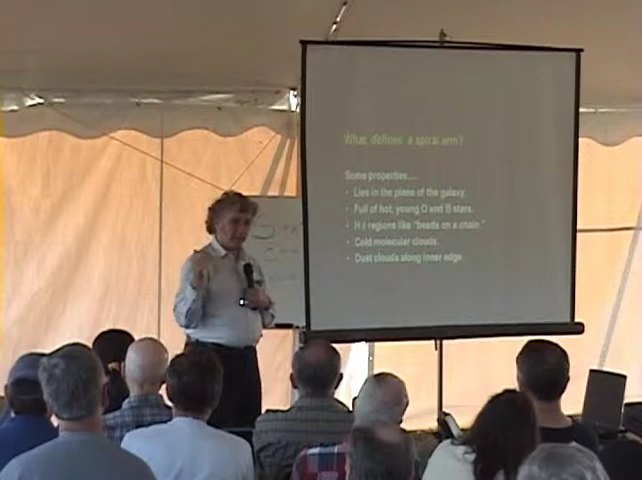 What defines a spiral arm?
Some properties....
• Lies in the plane of the galaxy.
• Full of hot, young O and B stars.
• H II regions like "beads on a chain."
• Cold molecular clouds.
• Dust clouds along inner edge.